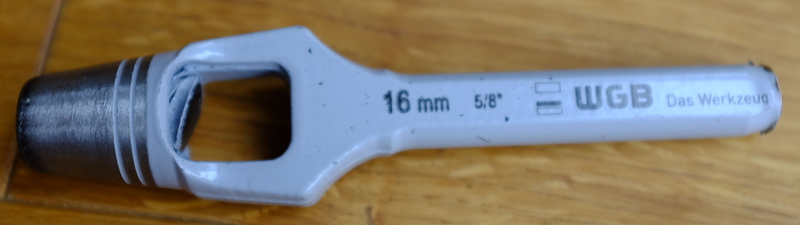 16 mm 5/8" WGB Das Werkzeug